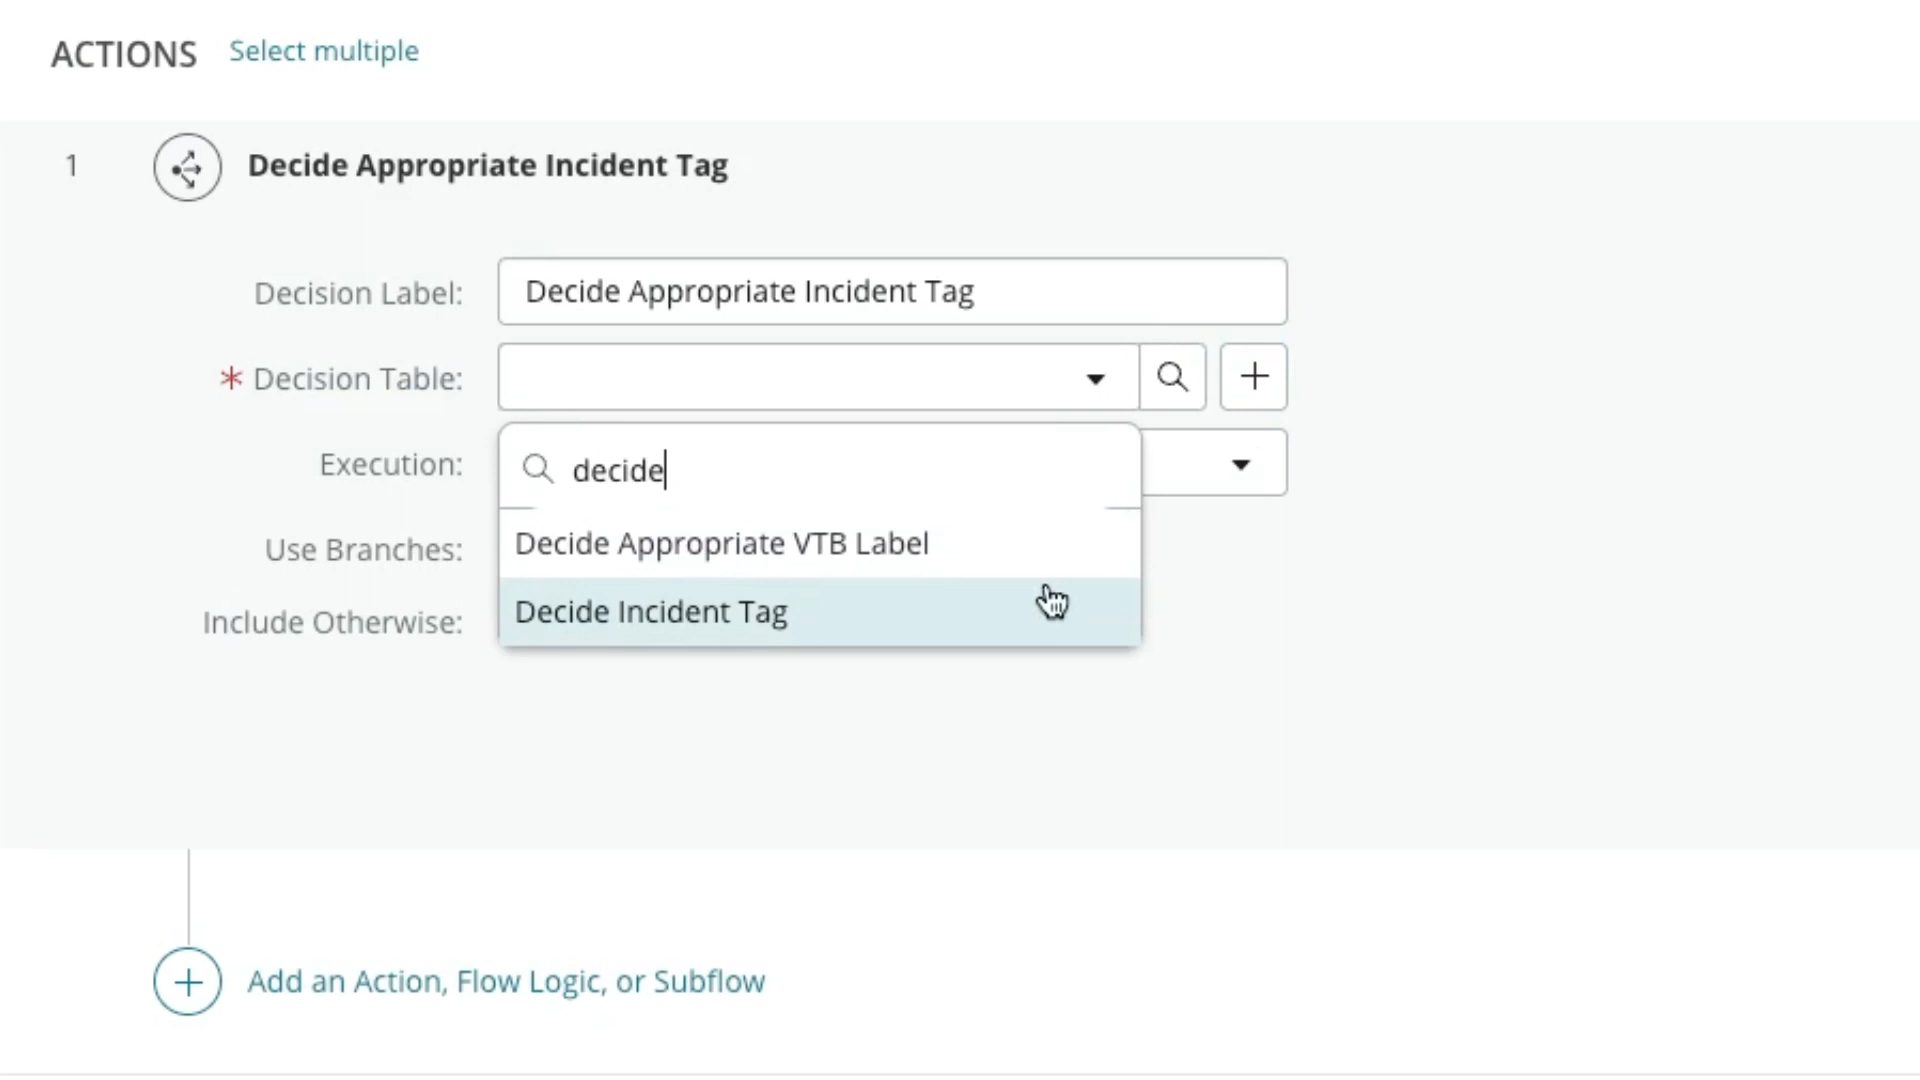 ACTIONS Select multiple
1 Decide Appropriate Incident Tag
Decision Label: Decide Appropriate Incident Tag
* Decision Table:
Execution: decide
Use Branches: Decide Appropriate VTB Label
Include Otherwise: Decide Incident Tag
Add an Action, Flow Logic, or Subflow